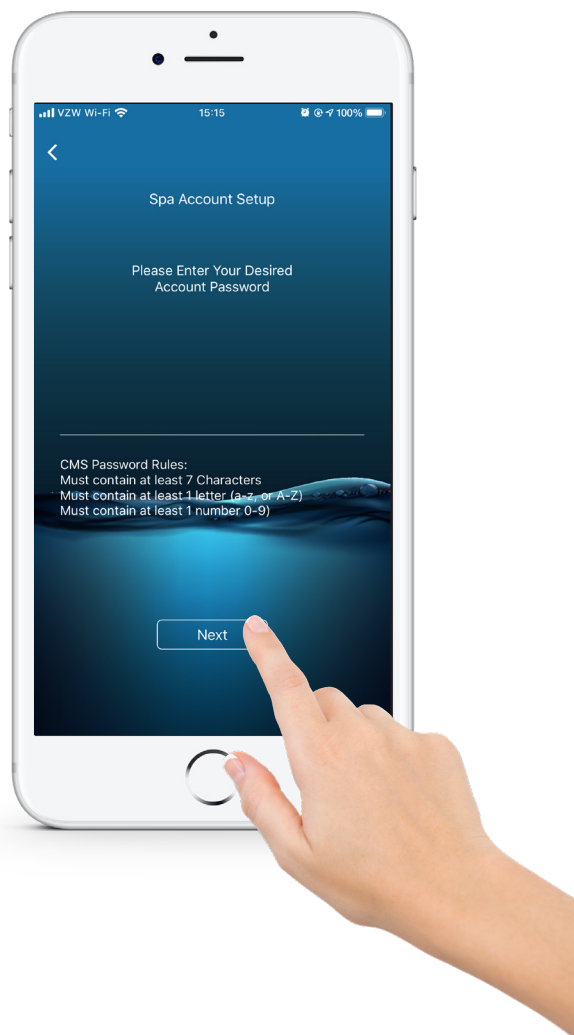 VZW Wi-Fi 15:15 100%
Spa Account Setup
Please Enter Your Desired
Account Password
CMS Password Rules:
Must contain at least 7 Characters
Must contain at least 1 letter (a-z, or A-Z)
Must contain at least 1 number 0-9)
Next